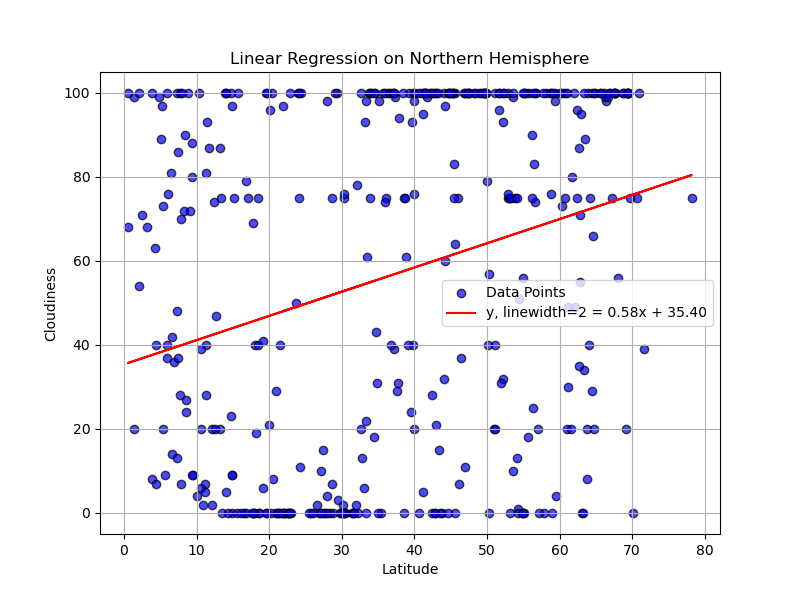 Linear Regression on Northern Hemisphere
100
80
60
40
20
0
Cloudiness
Data Points
y, linewidth=2 = 0.58x + 35.40
0 10 20 30 40 50 60 70 80
Latitude